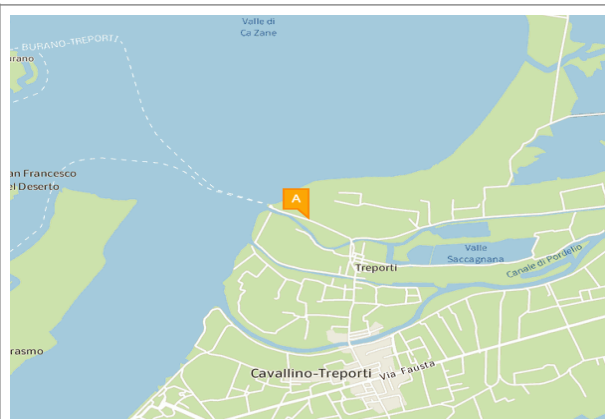 Valle di
Ca Zane
BURANO-TREPORTI
urano
an Francesco
el Deserto
A
Treporti
Valle
Saccagnana
Canale di Pordelio
rasmo
Cavallino-Treporti
Via Fausta